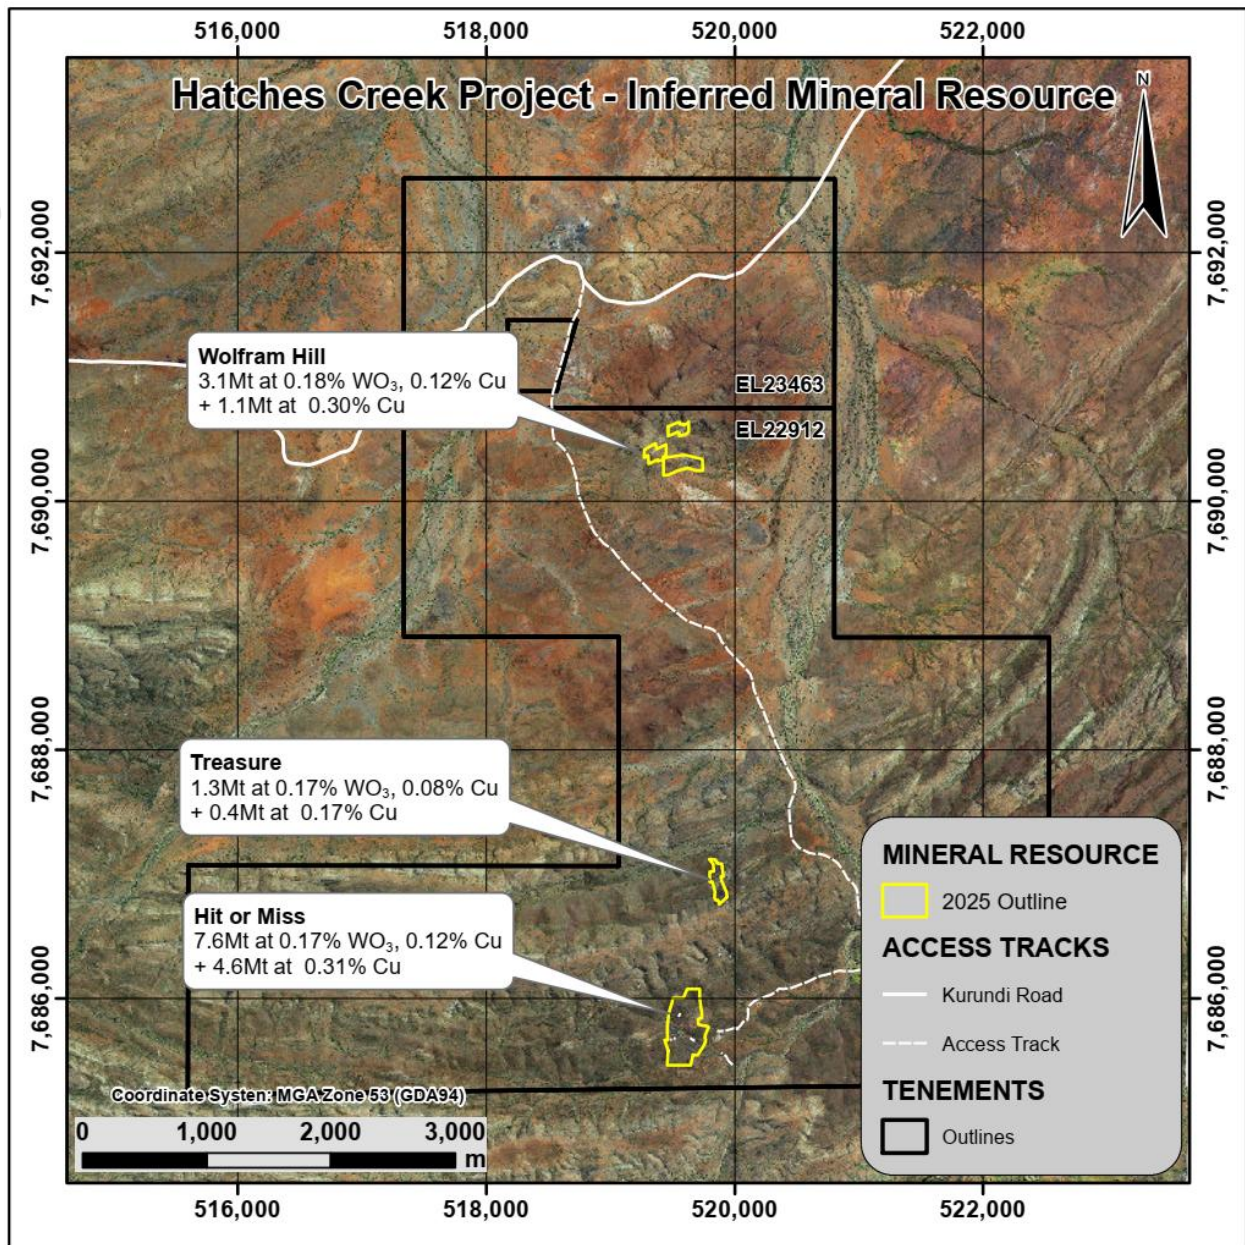 516,000 518,000 520,000 522,000
Hatches Creek Project - Inferred Mineral Resource
N
7,692,000
7,692,000
Wolfram Hill
3.1Mt at 0.18% WO₃, 0.12% Cu
+ 1.1Mt at 0.30% Cu
EL23463
EL22912
7,690,000
7,690,000
7,688,000
7,688,000
Treasure
1.3Mt at 0.17% WO₃, 0.08% Cu
+ 0.4Mt at 0.17% Cu
Hit or Miss
7.6Mt at 0.17% WO₃, 0.12% Cu
+ 4.6Mt at 0.31% Cu
7,686,000
7,686,000
MINERAL RESOURCE
2025 Outline
ACCESS TRACKS
Kurundi Road
Access Track
TENEMENTS
Outlines
Coordinate Systen: MGA Zone 53 (GDA94)
0 1,000 2,000 3,000
m
516,000 518,000 520,000 522,000